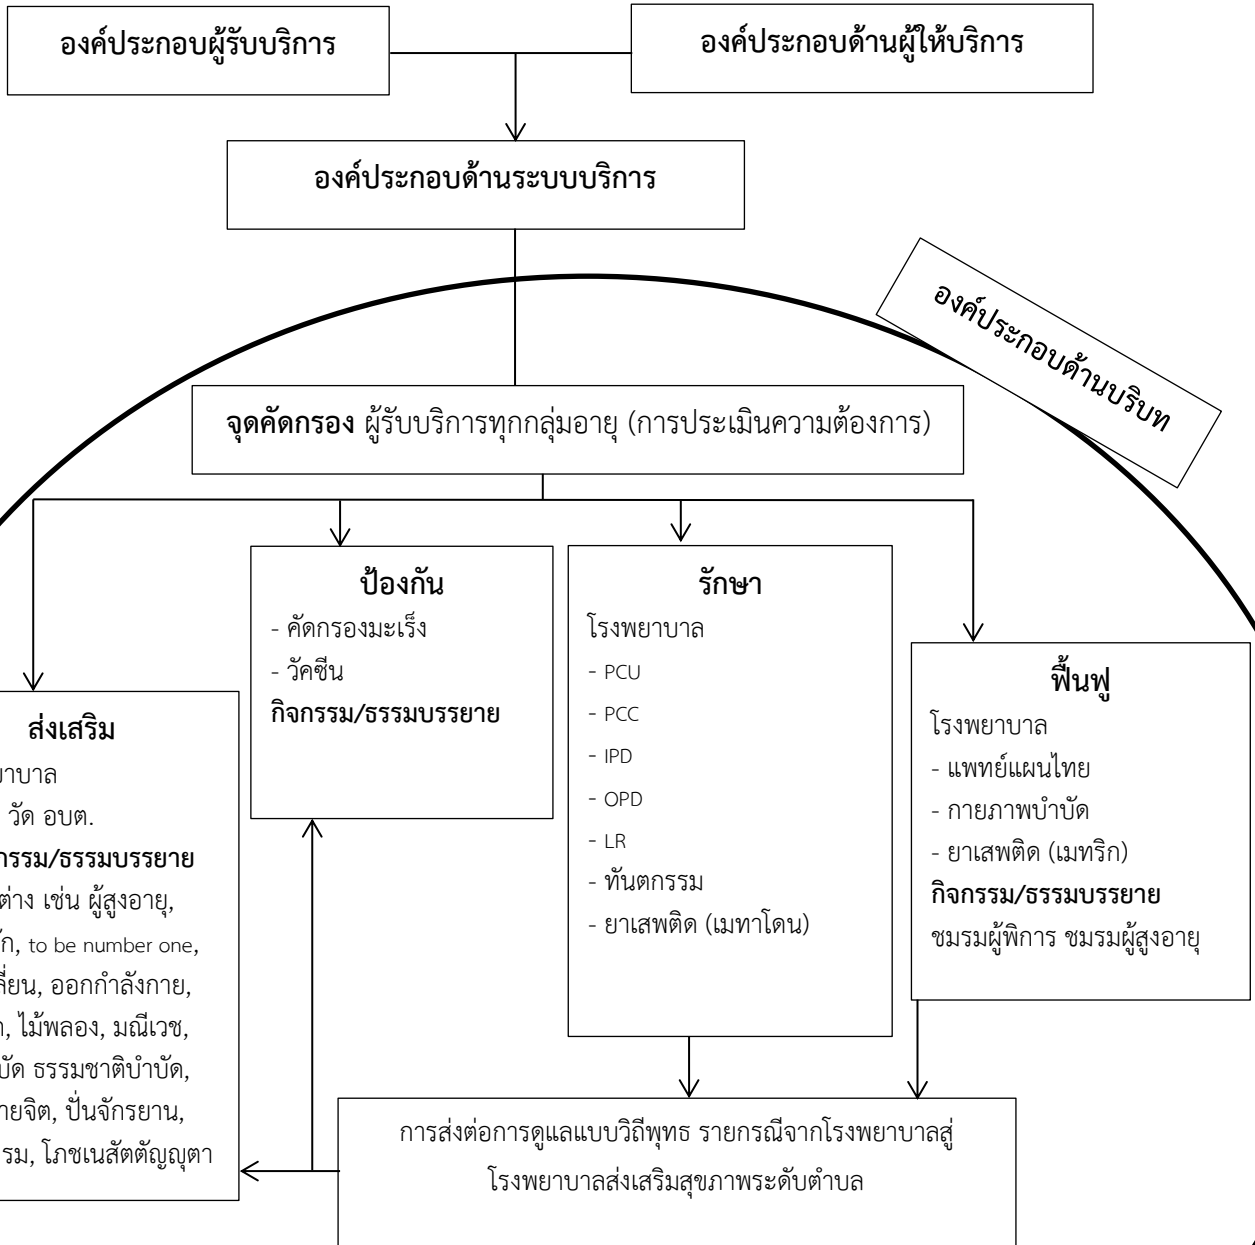 องค์ประกอบผู้รับบริการ
องค์ประกอบด้านผู้ให้บริการ
องค์ประกอบด้านระบบบริการ
องค์ประกอบด้านบริบท
จุดคัดกรอง ผู้รับบริการทุกกลุ่มอายุ (การประเมินความต้องการ)
ส่งเสริม
วัด อบต.
กรรม/ธรรมบรรยาย
ต่าง เช่น ผู้สูงอายุ,
to be number one,
ออกกำลังกาย,
ไม้พลอง, มณีเวช,
ธรรมชาติบำบัด,
ปั่นจักรยาน,
โภชเนสัตตัญญุตา
ป้องกัน
- คัดกรองมะเร็ง
- วัคซีน
กิจกรรม/ธรรมบรรยาย
รักษา
โรงพยาบาล
- PCU
- PCC
- IPD
- OPD
- LR
- ทันตกรรม
- ยาเสพติด (เมทาโดน)
ฟื้นฟู
โรงพยาบาล
- แพทย์แผนไทย
- กายภาพบำบัด
- ยาเสพติด (เมทริก)
กิจกรรม/ธรรมบรรยาย
ชมรมผู้พิการ ชมรมผู้สูงอายุ
การส่งต่อการดูแลแบบวิถีพุทธ รายกรณีจากโรงพยาบาลสู่
โรงพยาบาลส่งเสริมสุขภาพระดับตำบล